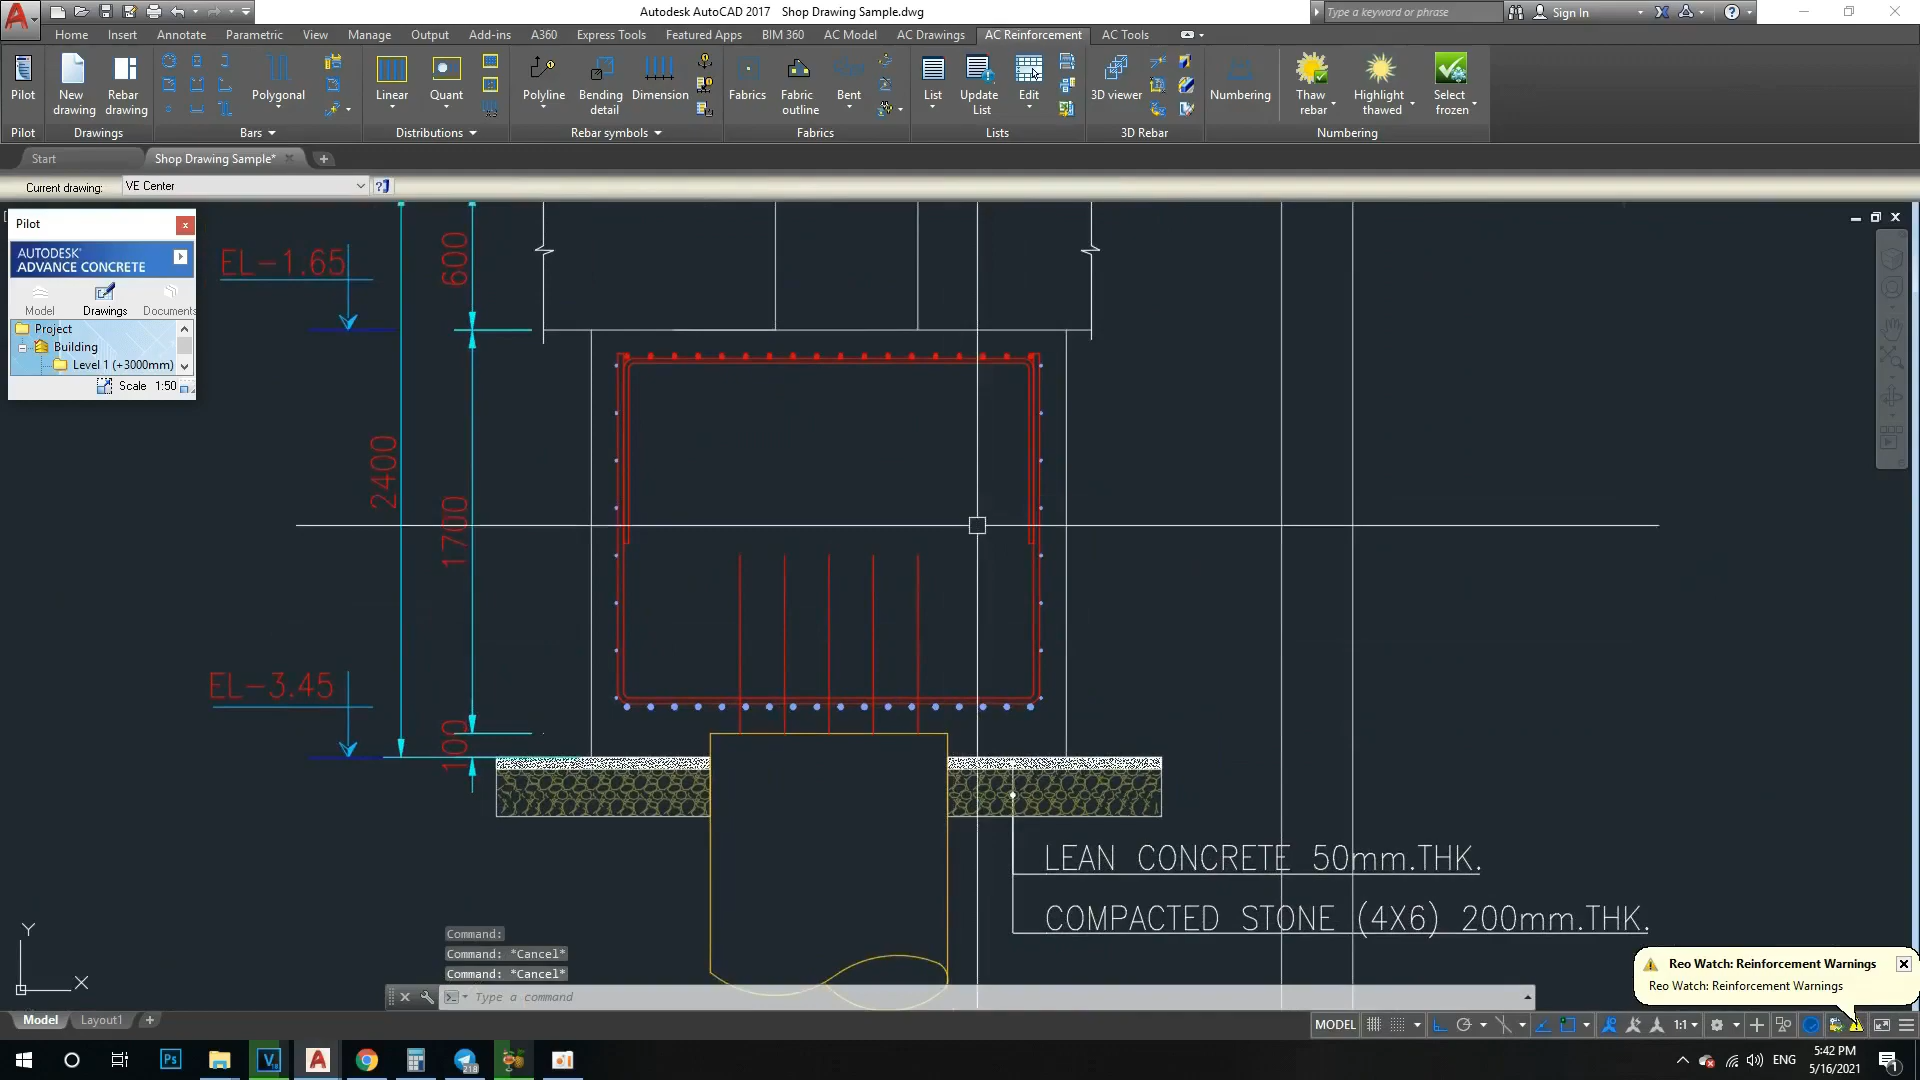 Autodesk AutoCAD 2017 Shop Drawing Sample.dwg
Type a keyword or phrase
Sign In
Home Insert Annotate Parametric View Manage Output Add-ins A360 Express Tools Featured Apps BIM 360 AC Model AC Drawings AC Reinforcement AC Tools
Pilot
New drawing
Rebar drawing
Polygonal
Linear
Quant
Polyline
Bending detail
Dimension
Fabrics
Fabric outline
Bent
List
Update List
Edit
3D viewer
Numbering
Thaw rebar
Highlight thawed
Select frozen
Pilot Drawings Bars Distributions Rebar symbols Fabrics Lists 3D Rebar Numbering
Start
Shop Drawing Sample*
Current drawing: VE Center
Pilot
AUTODESK
ADVANCE CONCRETE
Model Drawings Documents
Project
Building
Level 1 (+3000mm)
Scale 1:50
EL-1.65
600
2400
1700
EL-3.45
100
LEAN CONCRETE 50mm.THK.
COMPACTED STONE (4X6) 200mm.THK.
Y
X
Command:
Command: *Cancel*
Command: *Cancel*
Type a command
Reo Watch: Reinforcement Warnings
Reo Watch: Reinforcement Warnings
Model Layout1
MODEL
1:1
Ps
218
ENG
5:42 PM
5/16/2021
1